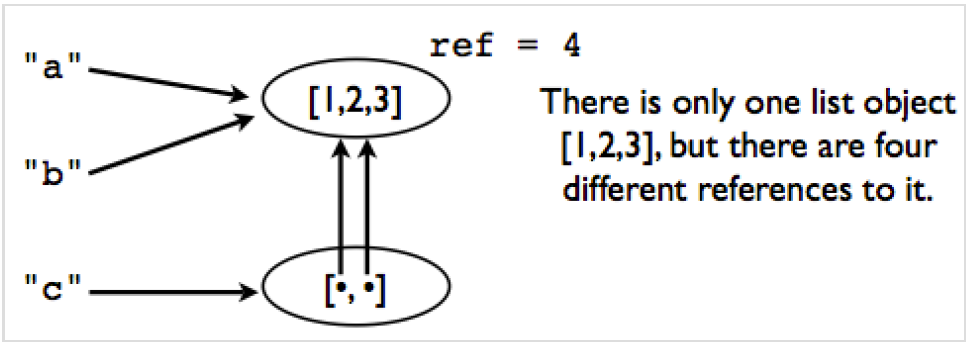 "a"
ref = 4
[1,2,3]
There is only one list object
[1,2,3], but there are four
different references to it.
"b"
"c"
[•, •]